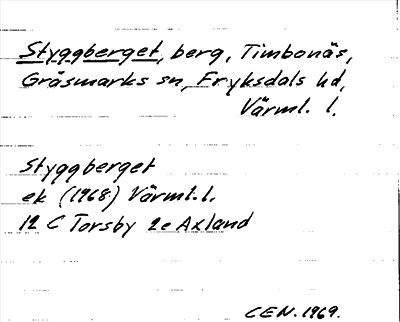 Styggberget, berg, Timbonäs,
Gräsmarks sn, Fryksdals hd,
Värml. l.
Styggberget
ek (1968) Värml. l.
12 C Torsby 2e Axland
CEN. 1969.